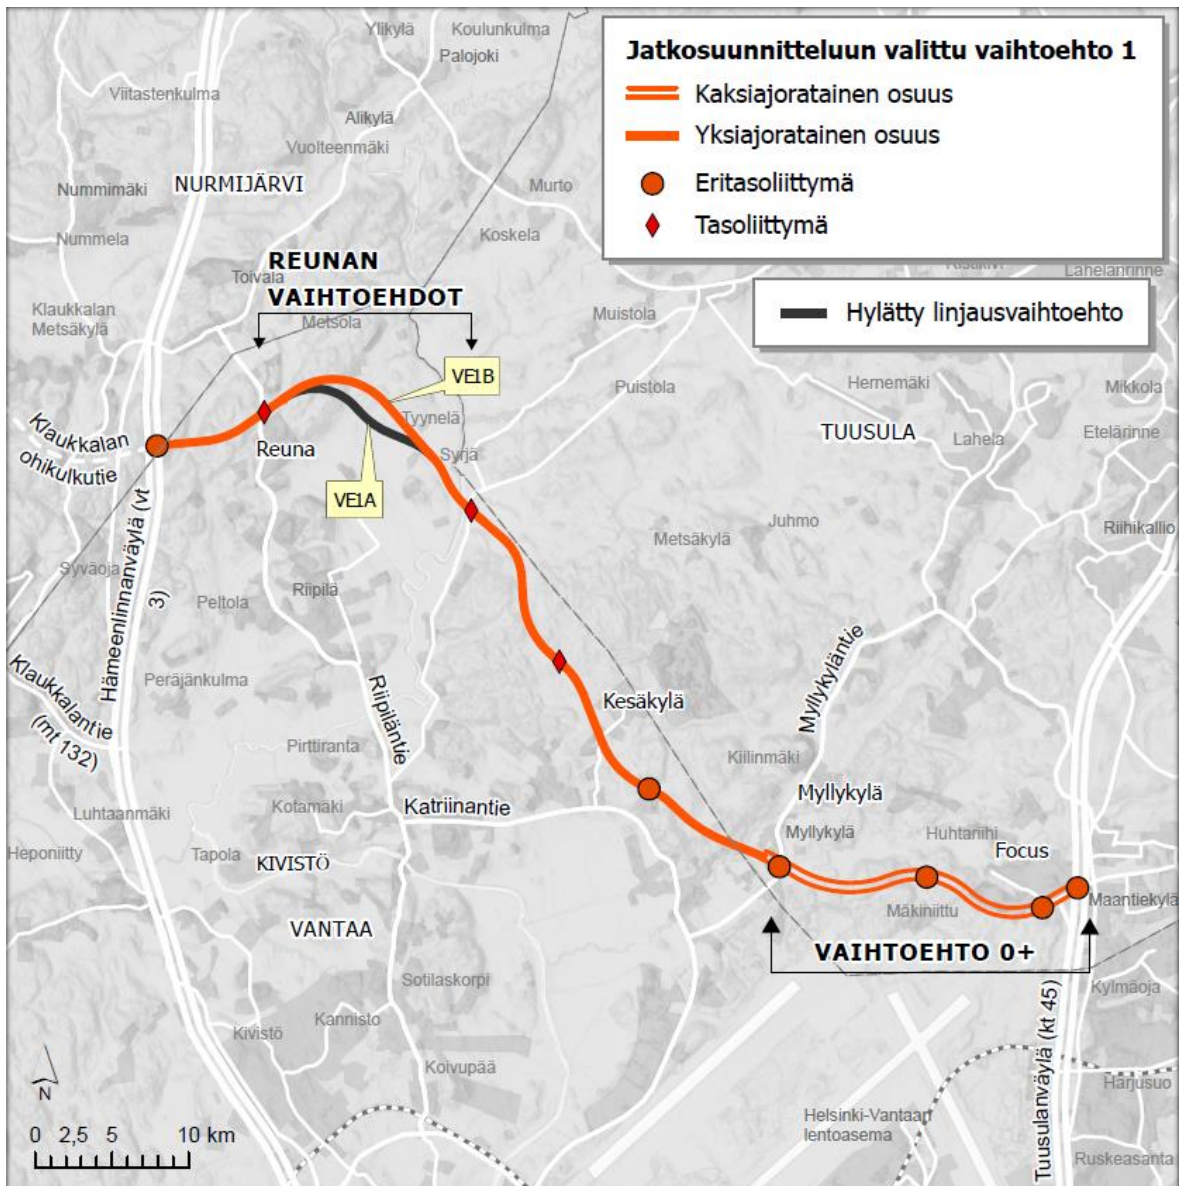 Ylikylä
Koulunkulma
Palojoki
Viitastenkulma
Alikylä
Vuolteenmäki
Nummimäki
NURMIJÄRVI
Murto
Nummela
Koskela
Jatkosuunnitteluun valittu vaihtoehto 1
Kaksiajoratainen osuus
Yksiajoratainen osuus
Eritasoliittymä
Tasoliittymä
Lahelanrinne
Hylätty linjausvaihtoehto
REUNAN
VAIHTOEHDOT
Toivala
Metsola
Klaukkalan
Metsäkylä
Muistola
VE1B
Puistola
Hernemäki
Mikkola
Tyynelä
TUUSULA
Lahela
Etelärinne
Klaukkalan
ohikulkutie
Reuna
Syrjä
VE1A
Juhmo
Metsäkylä
Riihikallio
Syväoja
Hämeenlinnanväylä (vt
3)
Peltola
Riipilä
Klaukkalantie
(mt 132)
Peräjänkulma
Riipiläntie
Kesäkylä
Myllykyläntie
Pirttiranta
Kiilinmäki
Luhtaanmäki
Kotamäki
Katriinantie
Myllykylä
Myllykylä
Huhtariihi
Focus
Heponiitty
Tapola
KIVISTÖ
Mäkiniittu
Maantiekylä
VANTAA
VAIHTOEHTO 0+
Sotilaskorpi
Kylmäoja
Kivistö
Kannisto
Koivupää
Tuusulanväylä (kt 45)
Harjusuo
N
Helsinki-Vantaan
lentoasema
0 2,5 5 10 km
Ruskeasanta